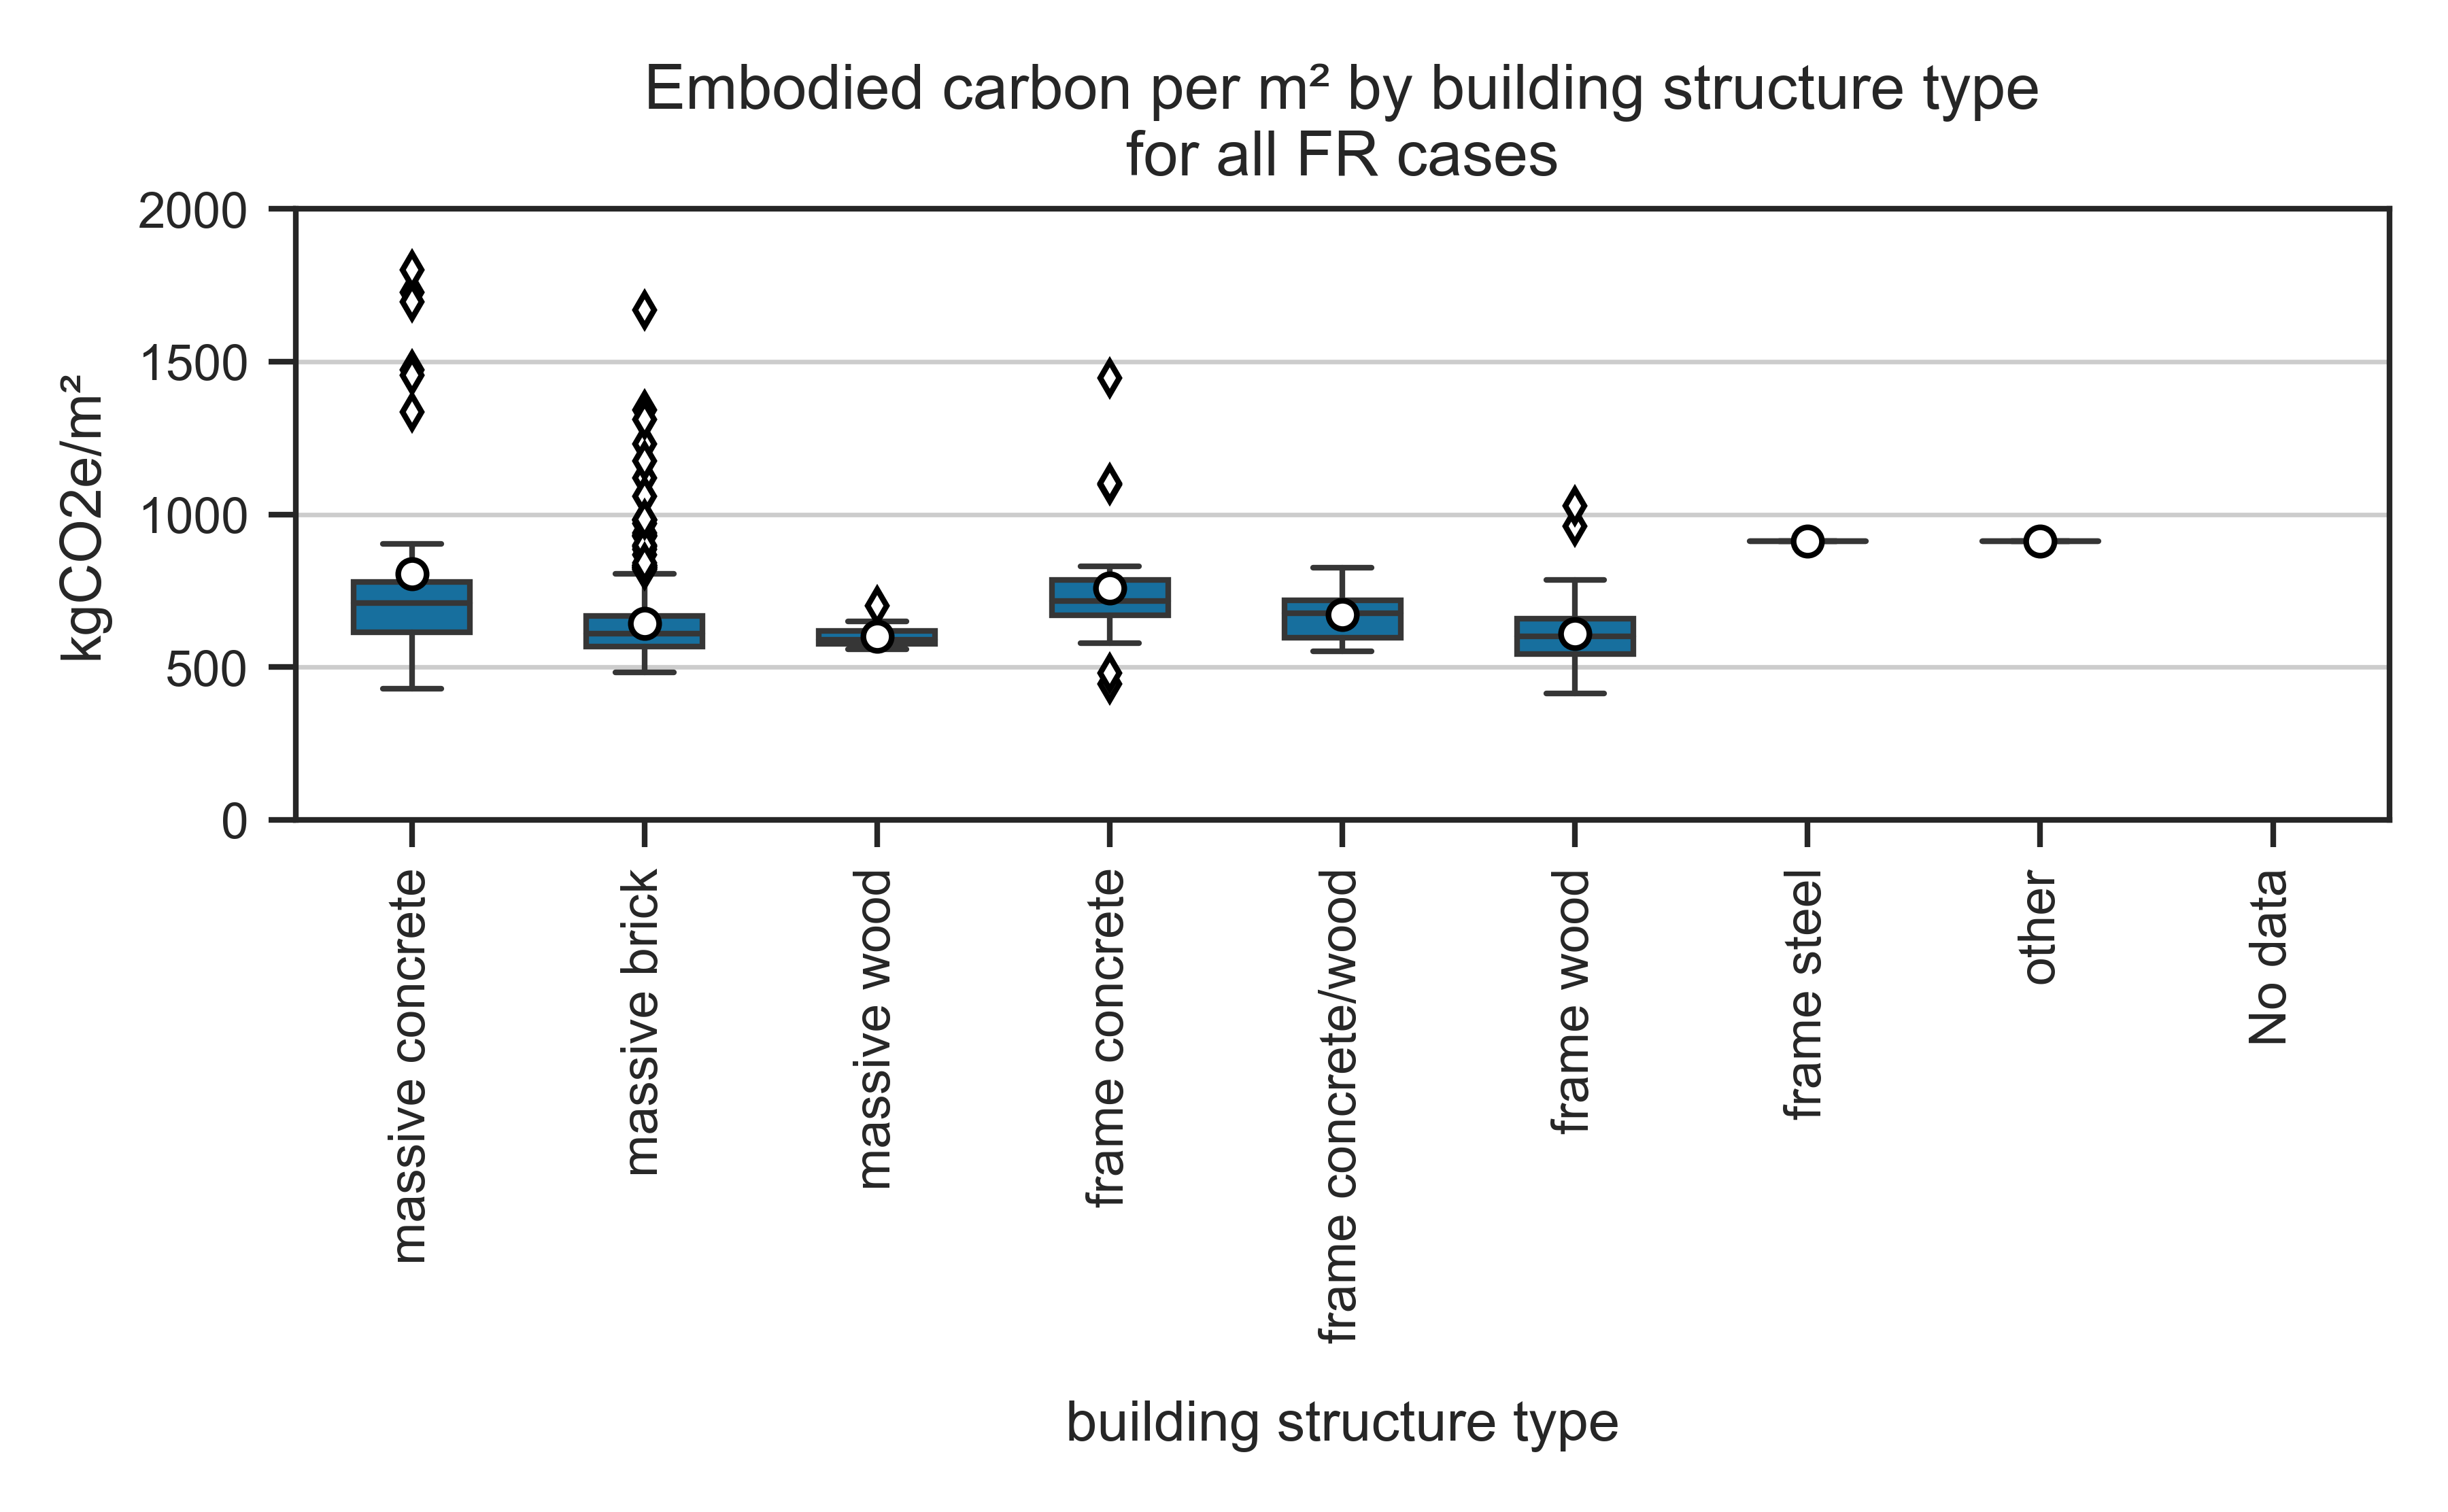 Embodied carbon per m² by building structure type
for all FR cases
kgCO2e/m²
2000
1500
1000
500
0
massive concrete
massive brick
massive wood
frame concrete
frame concrete/wood
frame wood
frame steel
other
No data
building structure type